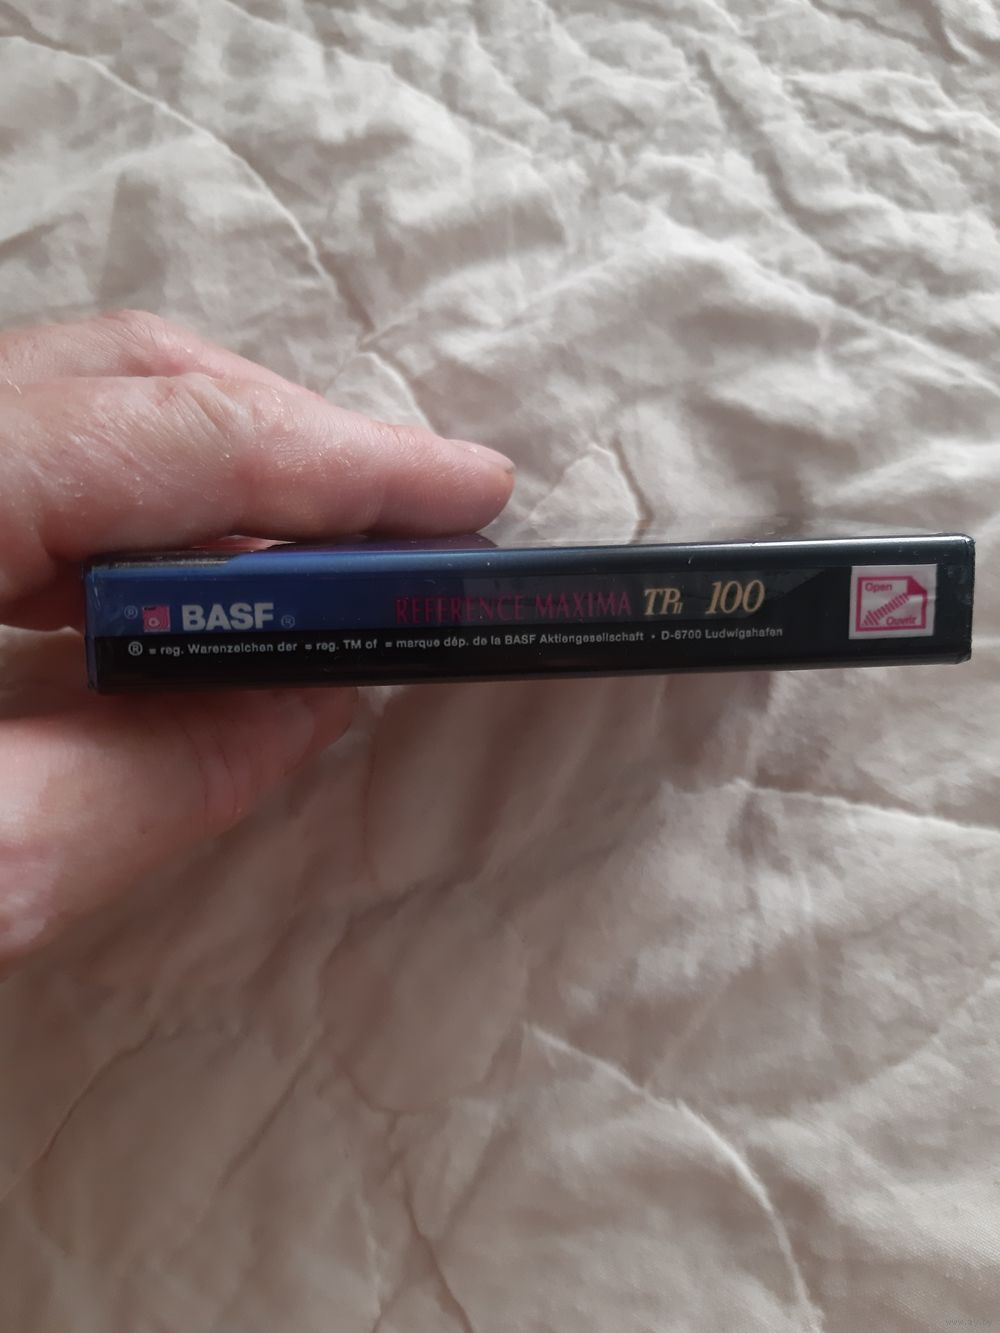 ® BASF ® REFERENCE MAXIMA TPII 100
® = reg. Warenzeichen der = reg. TM of = marque dép. de la BASF Aktiengesellschaft • D-6700 Ludwigshafen
Open
Ouvrir